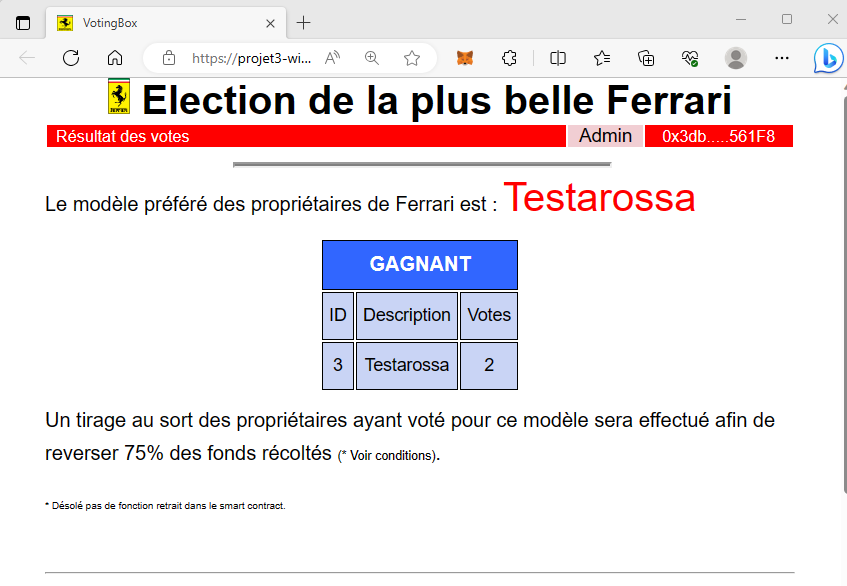 VotingBox
https://projet3-wi...
Election de la plus belle Ferrari
Résultat des votes
Admin
0x3db.....561F8
Le modèle préféré des propriétaires de Ferrari est : Testarossa
GAGNANT
ID Description Votes
3 Testarossa 2
Un tirage au sort des propriétaires ayant voté pour ce modèle sera effectué afin de
reverser 75% des fonds récoltés (* Voir conditions).
* Désolé pas de fonction retrait dans le smart contract.